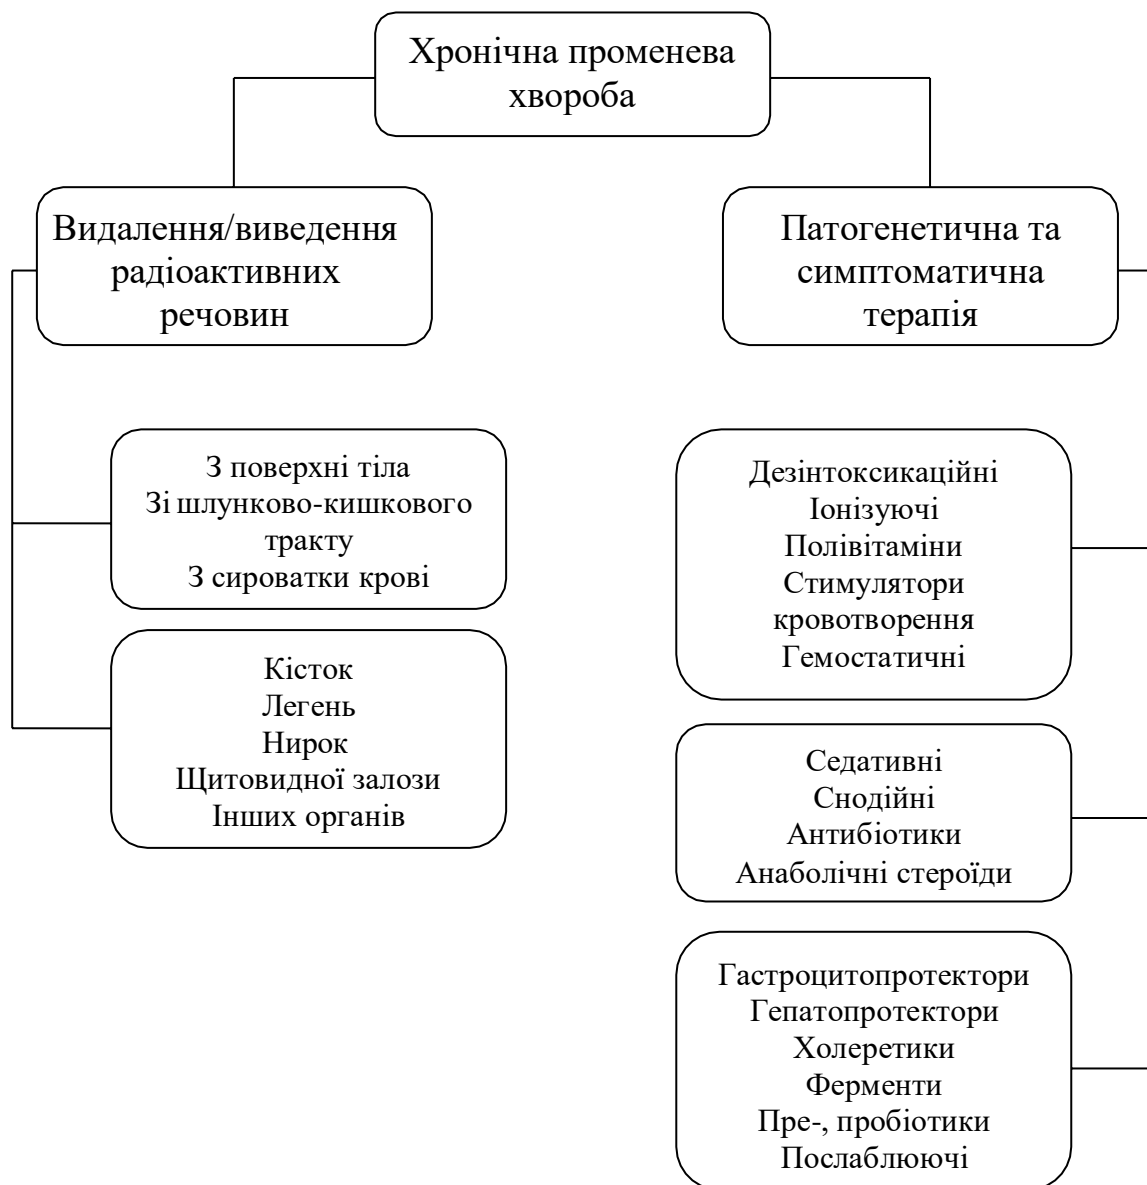 Хронічна променева
хвороба
Видалення/виведення
радіоактивних
речовин
Патогенетична та
симптоматична
терапія
З поверхні тіла
Зі шлунково-кишкового
тракту
З сироватки крові
Кісток
Легень
Нирок
Щитовидної залози
Інших органів
Дезінтоксикаційні
Іонізуючі
Полівітаміни
Стимулятори
кровотворення
Гемостатичні
Седативні
Снодійні
Антибіотики
Анаболічні стероїди
Гастроцитопротектори
Гепатопротектори
Холеретики
Ферменти
Пре-, пробіотики
Послаблюючі